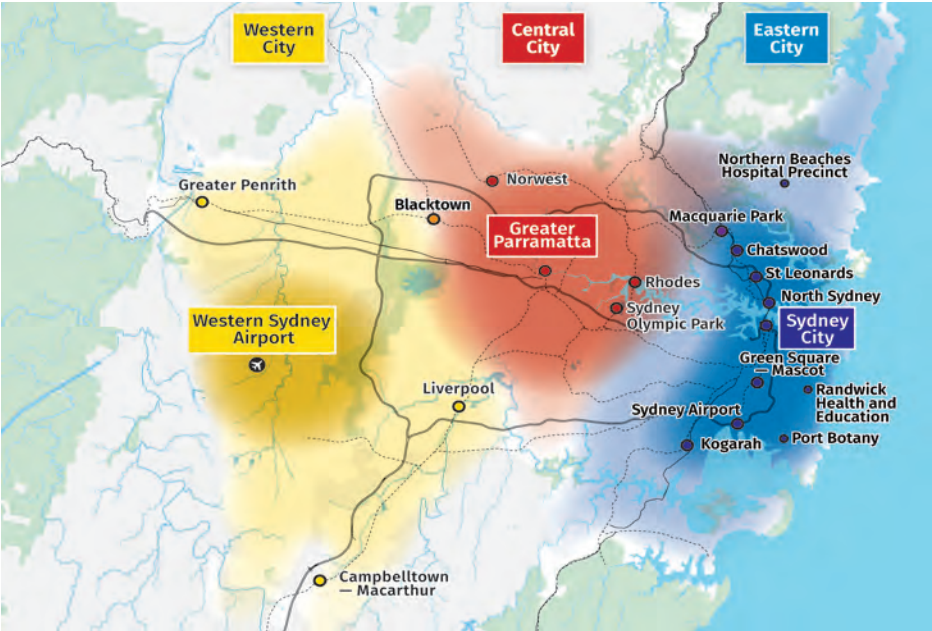 Western
City
Central
City
Eastern
City
Northern Beaches
Hospital Precinct
Greater Penrith
Norwest
Blacktown
Macquarie Park
Greater
Parramatta
Chatswood
St Leonards
Rhodes
North Sydney
Sydney
Olympic Park
Western Sydney
Airport
Sydney
City
Green Square
— Mascot
Liverpool
Randwick
Health and
Education
Sydney Airport
Port Botany
Kogarah
Campbelltown
— Macarthur